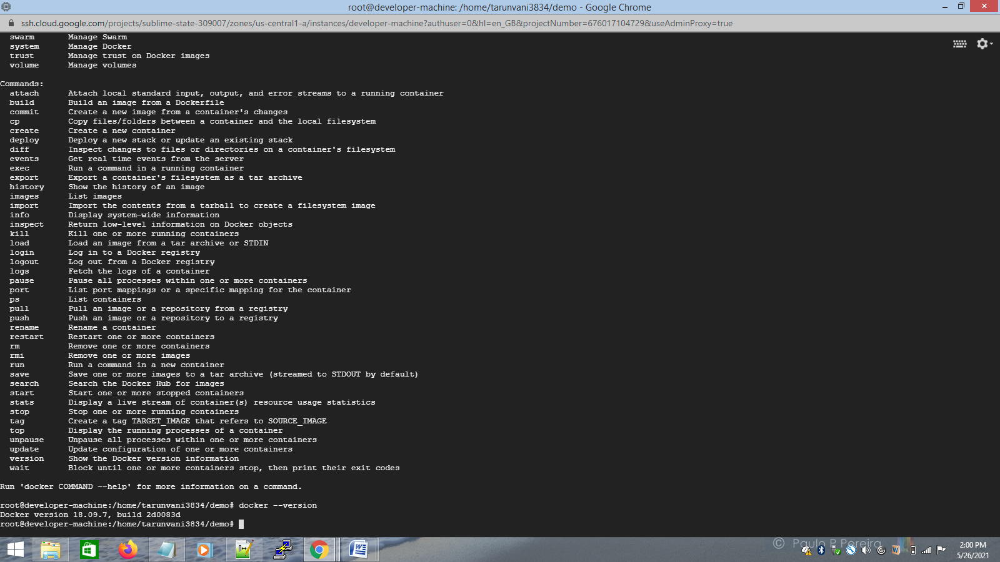 root@developer-machine: /home/tarunvani3834/demo - Google Chrome
ssh.cloud.google.com/projects/sublime-state-309007/zones/us-central1-a/instances/developer-machine?authuser=0&hl=en_GB&projectNumber=676017104729&useAdminProxy=true
swarm Manage Swarm
system Manage Docker
trust Manage trust on Docker images
volume Manage volumes
Commands:
attach Attach local standard input, output, and error streams to a running container
build Build an image from a Dockerfile
commit Create a new image from a container's changes
cp Copy files/folders between a container and the local filesystem
create Create a new container
deploy Deploy a new stack or update an existing stack
diff Inspect changes to files or directories on a container's filesystem
events Get real time events from the server
exec Run a command in a running container
export Export a container's filesystem as a tar archive
history Show the history of an image
images List images
import Import the contents from a tarball to create a filesystem image
info Display system-wide information
inspect Return low-level information on Docker objects
kill Kill one or more running containers
load Load an image from a tar archive or STDIN
login Log in to a Docker registry
logout Log out from a Docker registry
logs Fetch the logs of a container
pause Pause all processes within one or more containers
port List port mappings or a specific mapping for the container
ps List containers
pull Pull an image or a repository from a registry
push Push an image or a repository to a registry
rename Rename a container
restart Restart one or more containers
rm Remove one or more containers
rmi Remove one or more images
run Run a command in a new container
save Save one or more images to a tar archive (streamed to STDOUT by default)
search Search the Docker Hub for images
start Start one or more stopped containers
stats Display a live stream of container(s) resource usage statistics
stop Stop one or more running containers
tag Create a tag TARGET_IMAGE that refers to SOURCE_IMAGE
top Display the running processes of a container
unpause Unpause all processes within one or more containers
update Update configuration of one or more containers
version Show the Docker version information
wait Block until one or more containers stop, then print their exit codes
Run 'docker COMMAND --help' for more information on a command.
root@developer-machine:/home/tarunvani3834/demo# docker --version
Docker version 18.09.7, build 2d0083d
root@developer-machine:/home/tarunvani3834/demo#
© Paulo P Pereira
2:00 PM
5/26/2021